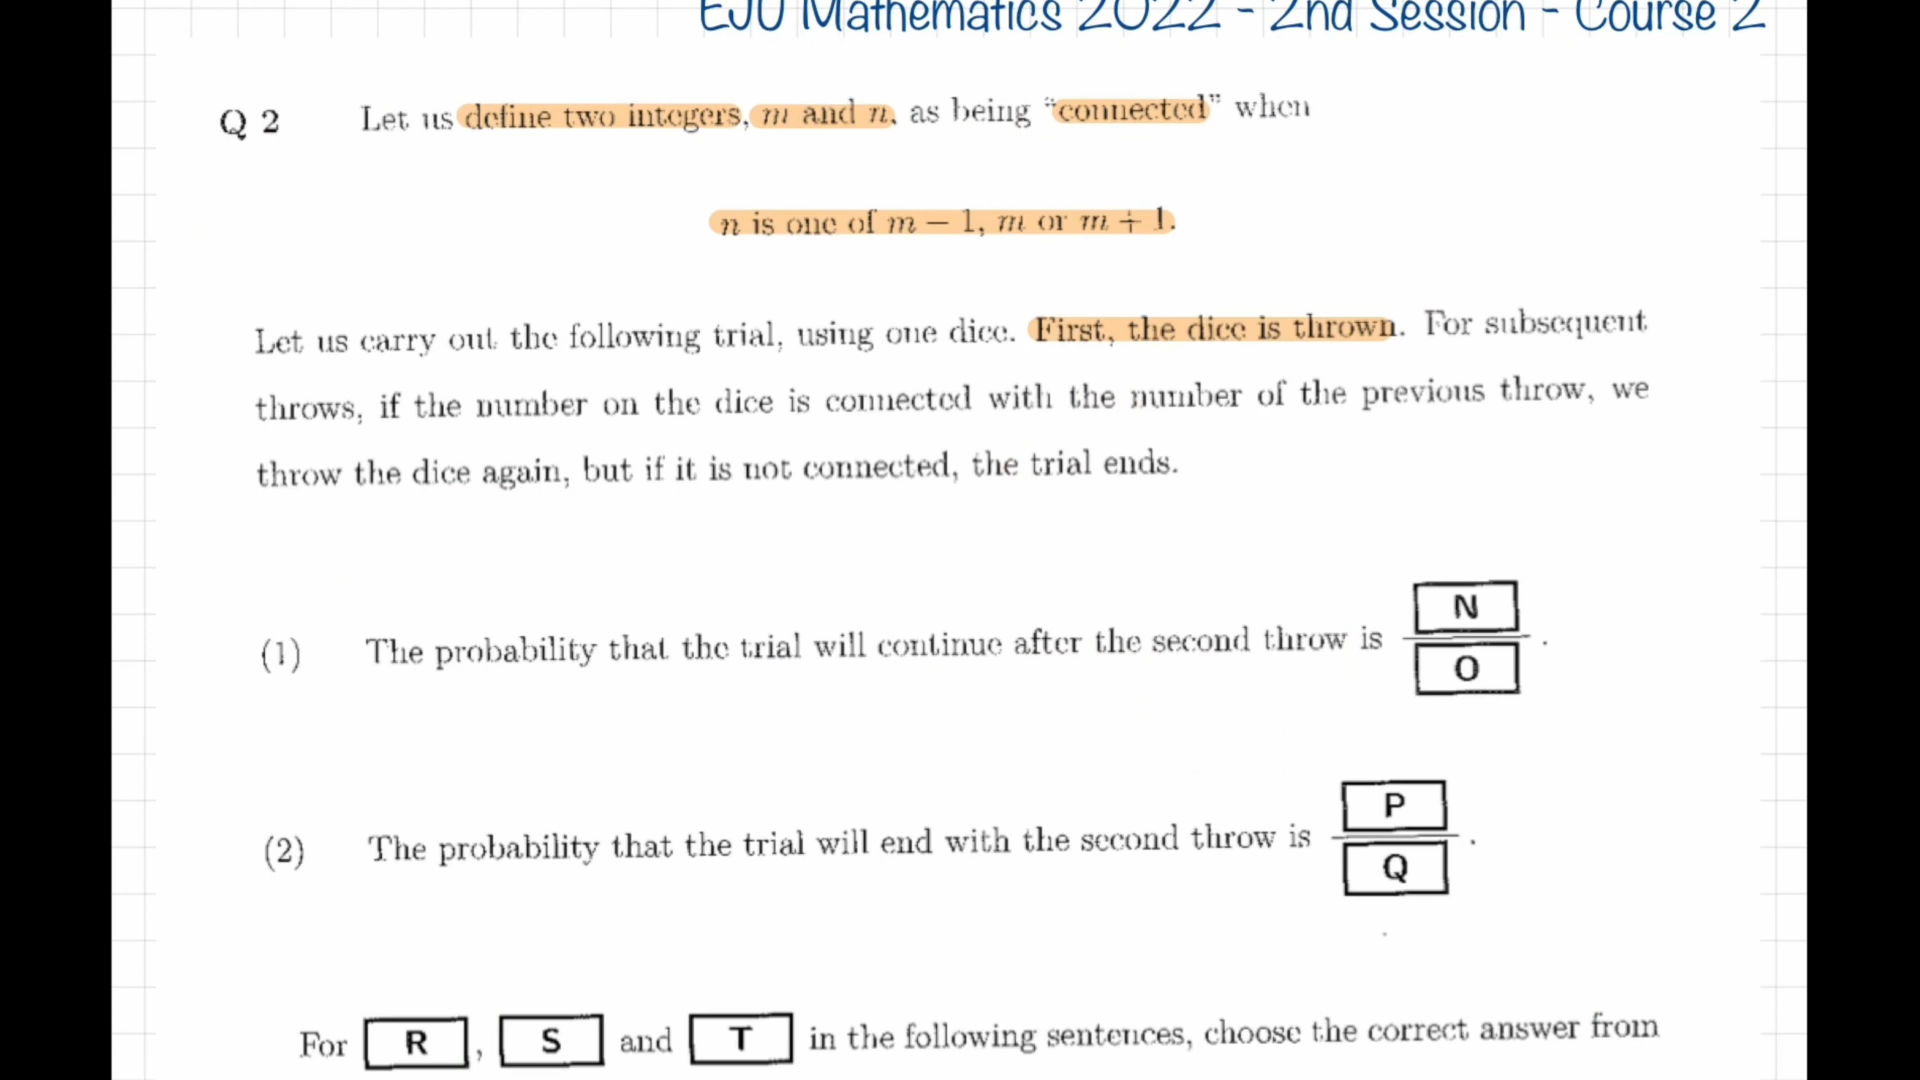 EJU Mathematics 2022 - 2nd Session - Course 2
Q 2 Let us define two integers, m and n, as being “connected” when
n is one of m − 1, m or m + 1.
Let us carry out the following trial, using one dice. First, the dice is thrown. For subsequent
throws, if the number on the dice is connected with the number of the previous throw, we
throw the dice again, but if it is not connected, the trial ends.
(1) The probability that the trial will continue after the second throw is N / O .
(2) The probability that the trial will end with the second throw is P / Q .
For R , S and T in the following sentences, choose the correct answer from